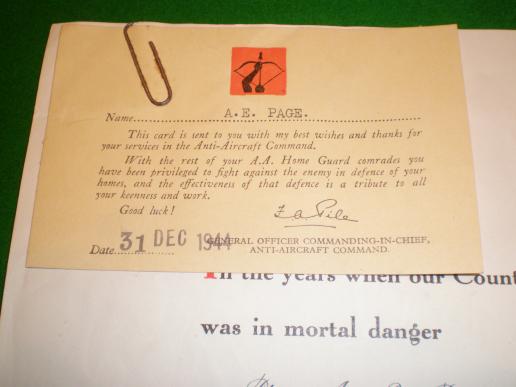 Name A. E. PAGE.
This card is sent to you with my best wishes and thanks for
your services in the Anti-Aircraft Command.
With the rest of your A.A. Home Guard comrades you
have been privileged to fight against the enemy in defence of your
homes, and the effectiveness of that defence is a tribute to all
your keenness and work.
Good luck!
F A Pile
Date 31 DEC 1944 GENERAL OFFICER COMMANDING-IN-CHIEF,
ANTI-AIRCRAFT COMMAND.
In the years when our Count
was in mortal danger